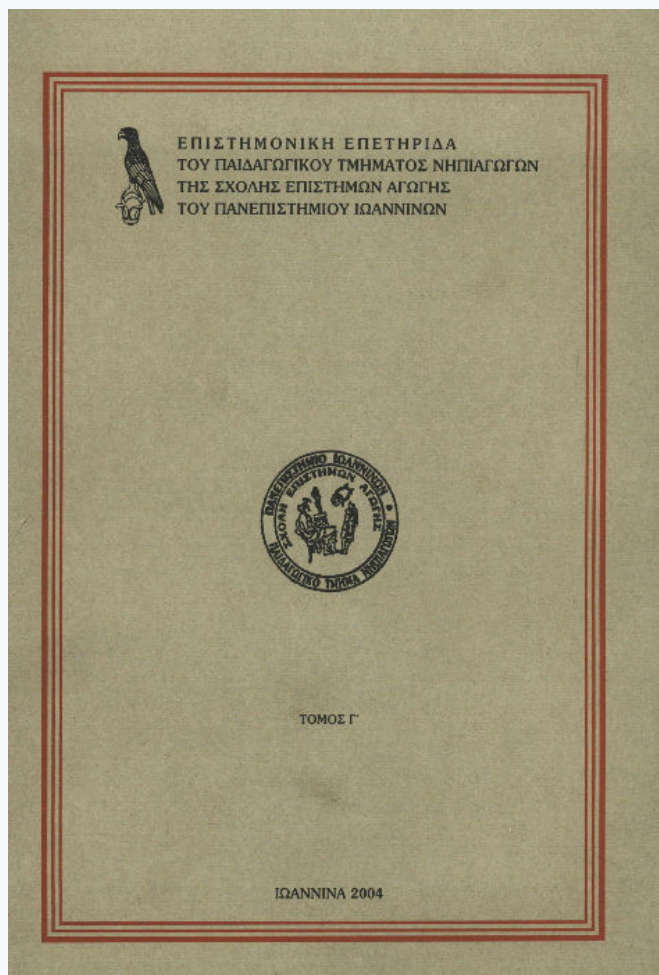 ΕΠΙΣΤΗΜΟΝΙΚΗ ΕΠΕΤΗΡΙΔΑ
ΤΟΥ ΠΑΙΔΑΓΩΓΙΚΟΥ ΤΜΗΜΑΤΟΣ ΝΗΠΙΑΓΩΓΩΝ
ΤΗΣ ΣΧΟΛΗΣ ΕΠΙΣΤΗΜΩΝ ΑΓΩΓΗΣ
ΤΟΥ ΠΑΝΕΠΙΣΤΗΜΙΟΥ ΙΩΑΝΝΙΝΩΝ
ΠΑΝΕΠΙΣΤΗΜΙΟ ΙΩΑΝΝΙΝΩΝ
ΣΧΟΛΗ ΕΠΙΣΤΗΜΩΝ ΑΓΩΓΗΣ
ΠΑΙΔΑΓΩΓΙΚΟ ΤΜΗΜΑ ΝΗΠΙΑΓΩΓΩΝ
ΤΟΜΟΣ Γ'
ΙΩΑΝΝΙΝΑ 2004